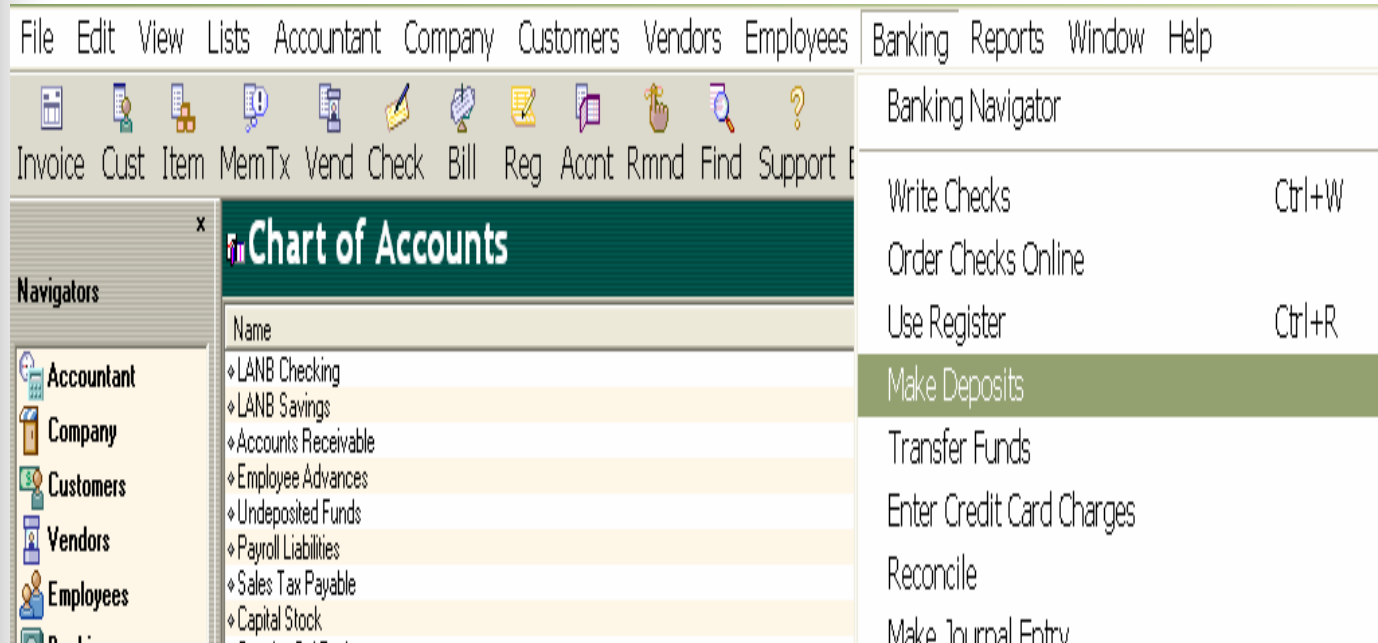 File Edit View Lists Accountant Company Customers Vendors Employees Banking Reports Window Help
Invoice Cust Item MemTx Vend Check Bill Reg Accnt Rmnd Find Support
Navigators
Accountant
Company
Customers
Vendors
Employees
x
Chart of Accounts
Name
LANB Checking
LANB Savings
Accounts Receivable
Employee Advances
Undeposited Funds
Payroll Liabilities
Sales Tax Payable
Capital Stock
Banking Navigator
Write Checks Ctrl+W
Order Checks Online
Use Register Ctrl+R
Make Deposits
Transfer Funds
Enter Credit Card Charges
Reconcile
Make Journal Entry